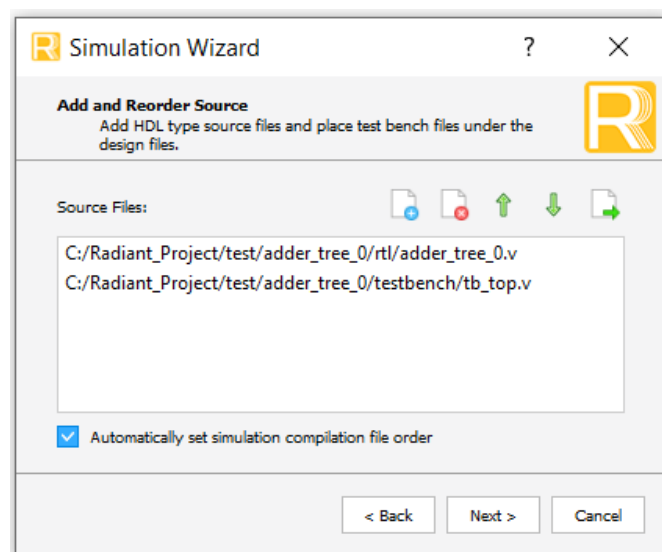 Simulation Wizard
Add and Reorder Source
Add HDL type source files and place test bench files under the
design files.
Source Files:
C:/Radiant_Project/test/adder_tree_0/rtl/adder_tree_0.v
C:/Radiant_Project/test/adder_tree_0/testbench/tb_top.v
Automatically set simulation compilation file order
< Back Next > Cancel